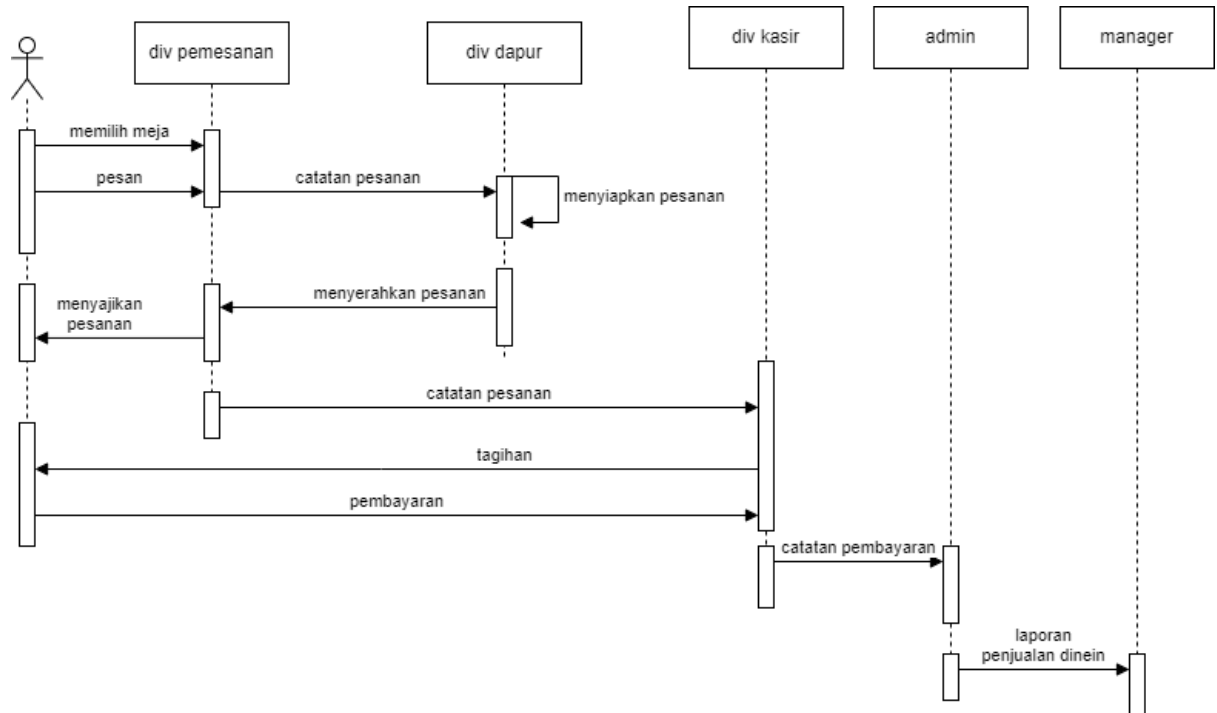 div pemesanan
div dapur
div kasir
admin
manager
memilih meja
pesan
catatan pesanan
menyiapkan pesanan
menyerahkan pesanan
menyajikan
pesanan
catatan pesanan
tagihan
pembayaran
catatan pembayaran
laporan
penjualan dinein